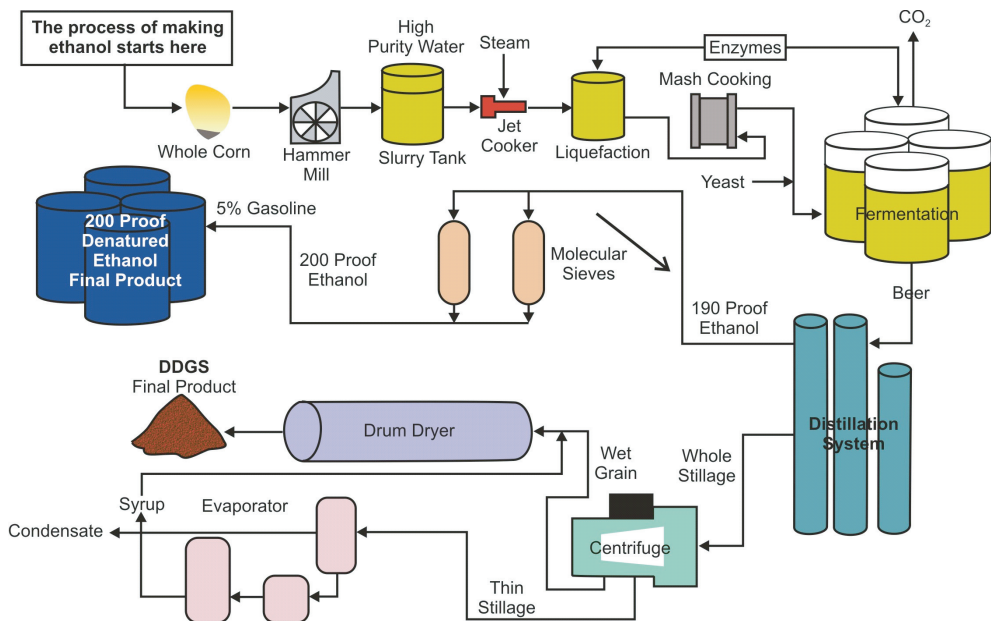 The process of making
ethanol starts here
Whole Corn
Hammer
Mill
High
Purity Water
Slurry Tank
Steam
Jet
Cooker
Liquefaction
Enzymes
Mash Cooking
Yeast
CO₂
Fermentation
Beer
190 Proof
Ethanol
Molecular
Sieves
200 Proof
Ethanol
5% Gasoline
200 Proof
Denatured
Ethanol
Final Product
Distillation
System
Whole
Stillage
Centrifuge
Wet
Grain
Thin
Stillage
Evaporator
Condensate
Syrup
Drum Dryer
DDGS
Final Product